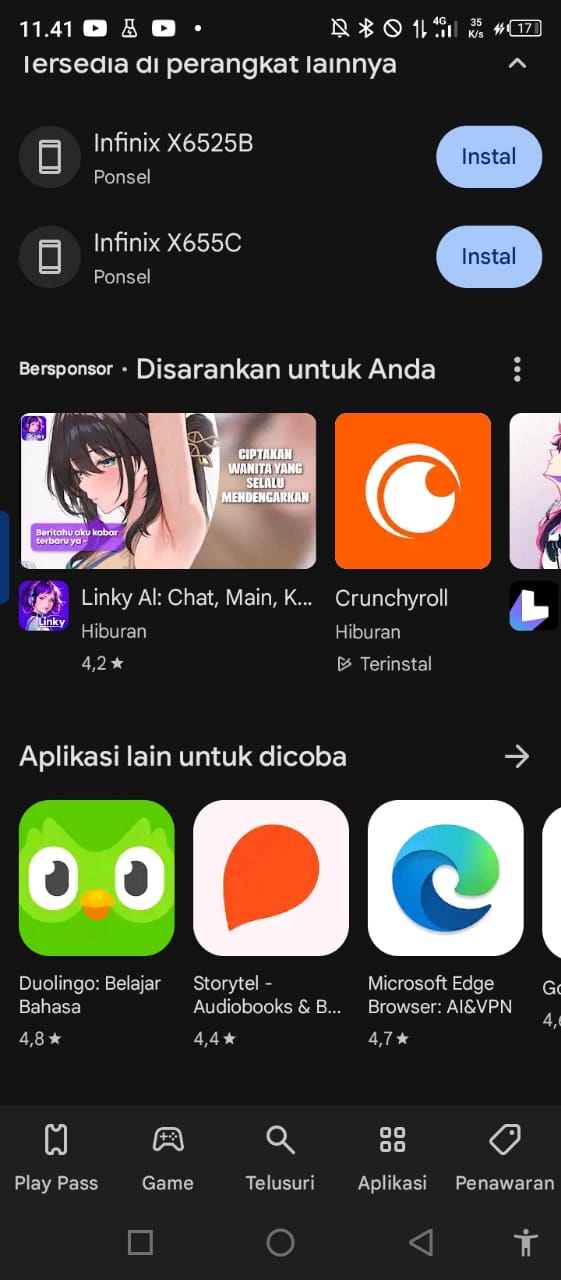 11.41
4G
35
K/s
17
Tersedia di perangkat lainnya
Infinix X6525B
Ponsel
Instal
Infinix X655C
Ponsel
Instal
Bersponsor • Disarankan untuk Anda
Linky
CIPTAKAN
WANITA YANG
SELALU
MENDENGARKAN
Beritahu aku kabar
terbaru ya~
Linky
Linky AI: Chat, Main, K...
Hiburan
4,2 ★
Crunchyroll
Hiburan
Terinstal
Aplikasi lain untuk dicoba
Duolingo: Belajar
Bahasa
4,8 ★
Storytel -
Audiobooks & B...
4,4 ★
Microsoft Edge
Browser: AI&VPN
4,7 ★
Go
4,6
Play Pass
Game
Telusuri
Aplikasi
Penawaran